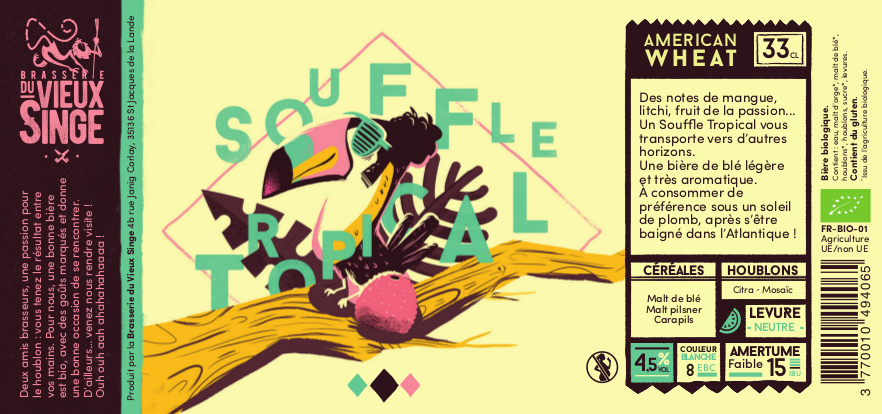 BRASSERIE
DU VIEUX
SINGE
Deux amis brasseurs, une passion pour
le houblon : vous tenez le résultat entre
vos mains. Pour nous, une bonne bière
est bio, avec des goûts marqués et donne
une bonne occasion de se rencontrer.
D'ailleurs... venez nous rendre visite !
Ouh ouh aah ahahahahaaaa !
Produit par la Brasserie du Vieux Singe 4b rue Janig Corlay, 35136 St Jacques de la Lande
SOUFFLE
TROPICAL
AMERICAN
WHEAT
33CL
Des notes de mangue,
litchi, fruit de la passion...
Un Souffle Tropical vous
transporte vers d'autres
horizons.
Une bière de blé légère
et très aromatique.
À consommer de
préférence sous un soleil
de plomb, après s'être
baigné dans l'Atlantique !
CÉRÉALES
Malt de blé
Malt pilsner
Carapils
HOUBLONS
Citra - Mosaïc
LEVURE
- NEUTRE -
4,5% VOL
COULEUR
BLANCHE
8 EBC
AMERTUME
Faible 15 IBU
Bière biologique.
Contient : eau, malt d'orge*, malt de blé*,
houblons*, houblons, sucre*, levures.
Contient du gluten.
*Issu de l'agriculture biologique.
FR-BIO-01
Agriculture
UE/non UE
3 770010 494065